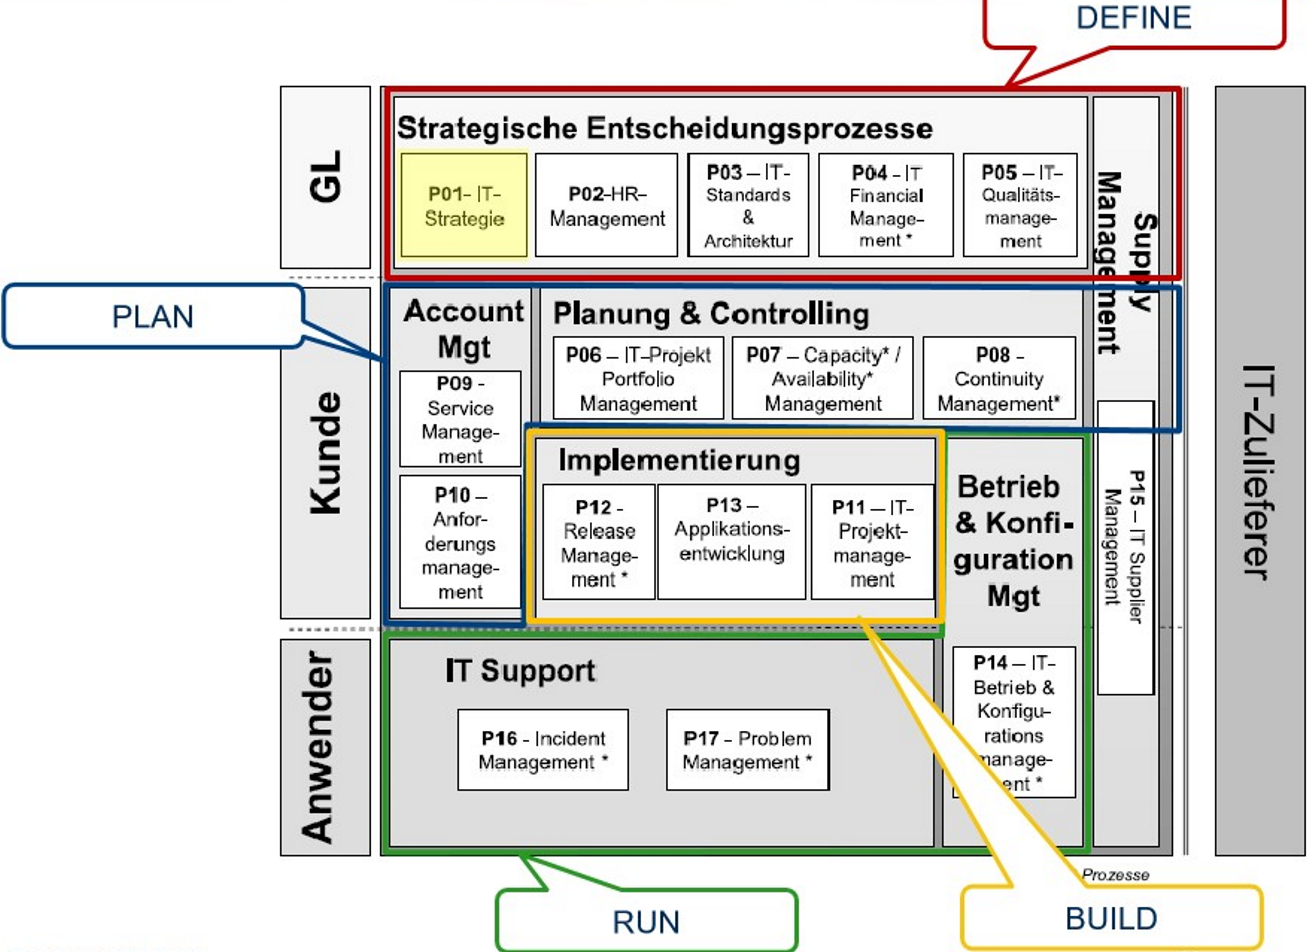 DEFINE
GL
Strategische Entscheidungsprozesse
P01- IT-
Strategie
P02-HR-
Management
P03 – IT-
Standards
&
Architektur
P04 - IT
Financial
Manage-
ment *
P05 – IT-
Qualitäts-
manage-
ment
Supply
Management
PLAN
Kunde
Account
Mgt
P09 -
Service
Manage-
ment
P10 –
Anfor-
derungs
manage-
ment
Planung & Controlling
P06 – IT-Projekt
Portfolio
Management
P07 – Capacity* /
Availability*
Management
P08 -
Continuity
Management*
Implementierung
P12 -
Release
Manage-
ment *
P13 –
Applikations-
entwicklung
P11 – IT-
Projekt-
manage-
ment
Betrieb
& Konfi-
guration
Mgt
P14 – IT-
Betrieb &
Konfigu-
rations
manage-
ent *
P15 – IT Supplier
Management
IT-Zulieferer
Anwender
IT Support
P16 - Incident
Management *
P17 - Problem
Management *
Prozesse
RUN
BUILD